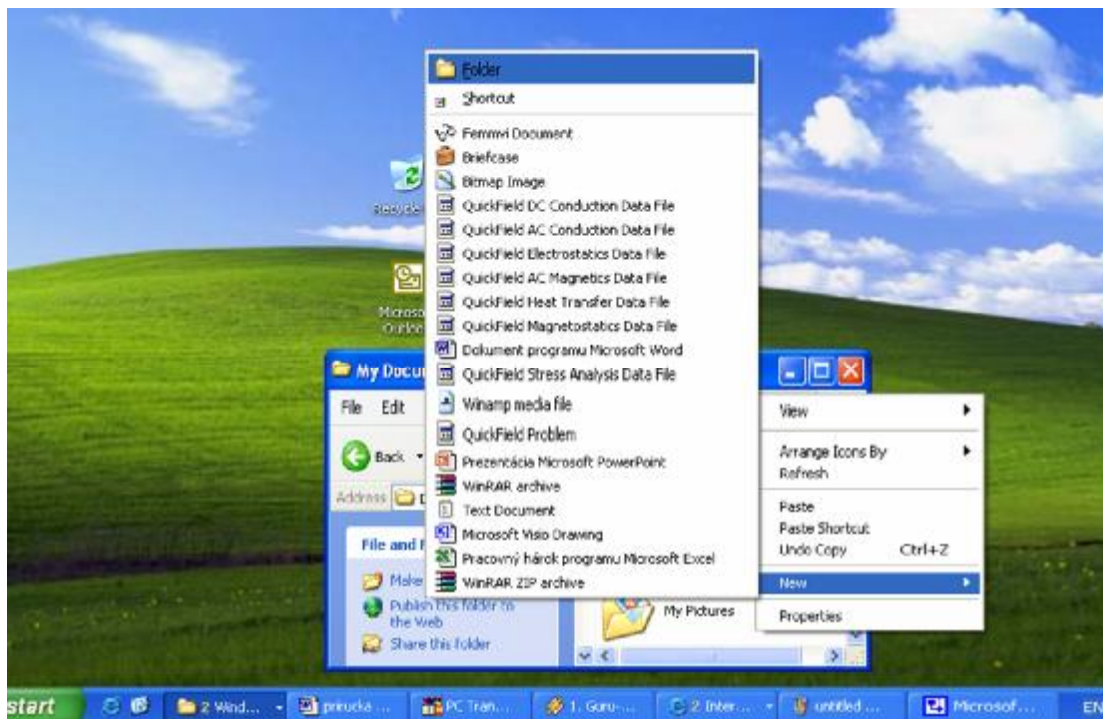 Folder
Shortcut
Femmvi Document
Briefcase
Bitmap Image
QuickField DC Conduction Data File
QuickField AC Conduction Data File
QuickField Electrostatics Data File
QuickField AC Magnetics Data File
QuickField Heat Transfer Data File
QuickField Magnetostatics Data File
Dokument programu Microsoft Word
QuickField Stress Analysis Data File
Winamp media file
QuickField Problem
Prezentácia Microsoft PowerPoint
WinRAR archive
Text Document
Microsoft Visio Drawing
Pracovný hárok programu Microsoft Excel
WinRAR ZIP archive
Recycle
Microso
Outloo
My Docu
File Edit
Back
Address D
File and F
Make
Publish this folder to
the Web
Share this folder
My Pictures
View
Arrange Icons By
Refresh
Paste
Paste Shortcut
Undo Copy Ctrl+Z
New
Properties
start
2 Wind...
prirucka ...
PC Tran...
1. Guru-...
2 Inter...
untitled ...
Microsof...
EN